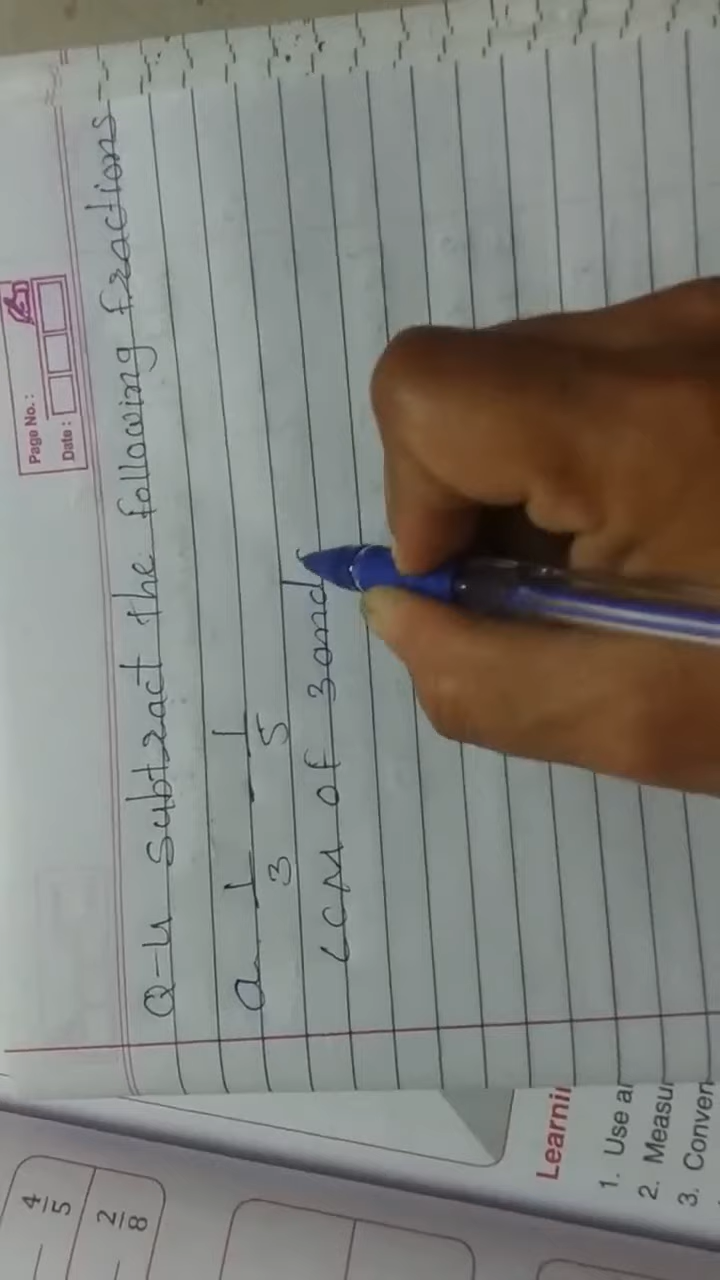 Page No. :
Date :
Q-4 subtract the following fractions
a. 1/3 - 1/5
LCM of 3 and
4/5
2/8
Learni
1. Use a
2. Measu
3. Conver